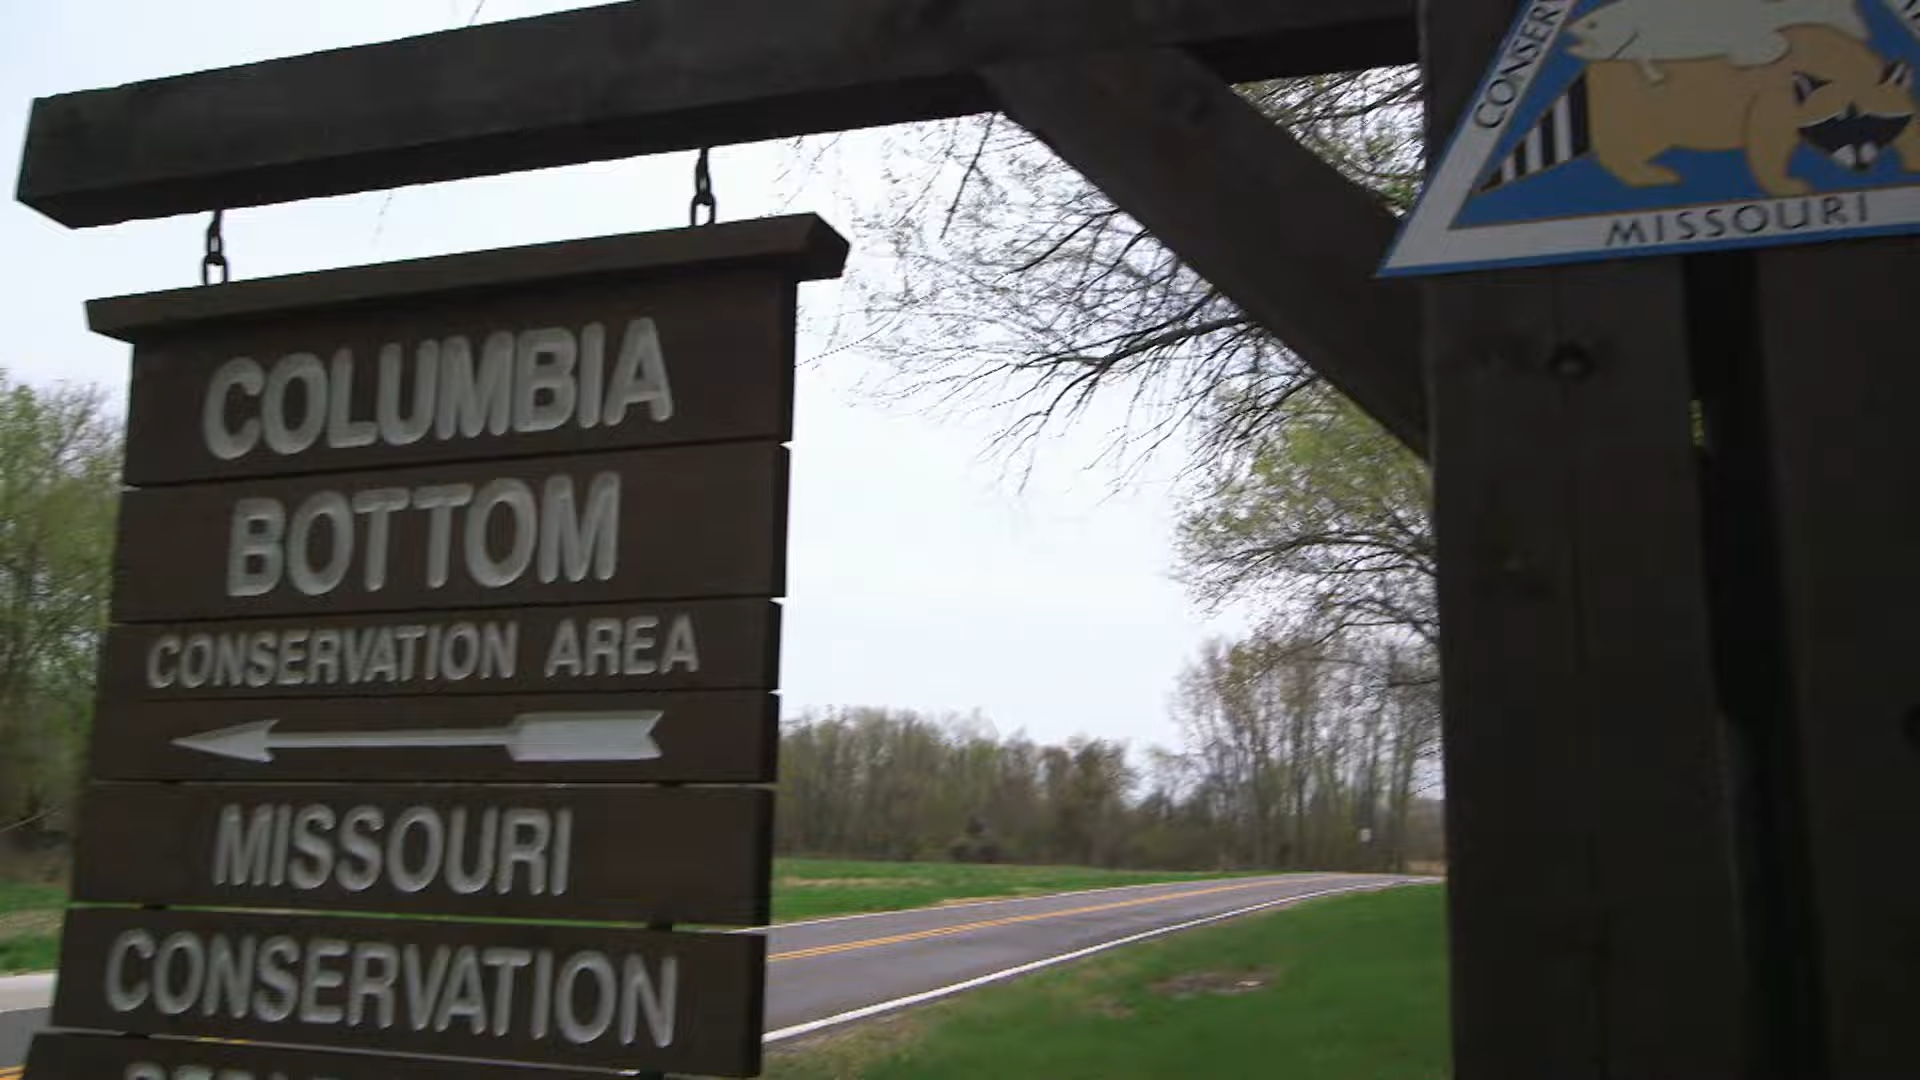 COLUMBIA
BOTTOM
CONSERVATION AREA
MISSOURI
CONSERVATION
MISSOURI